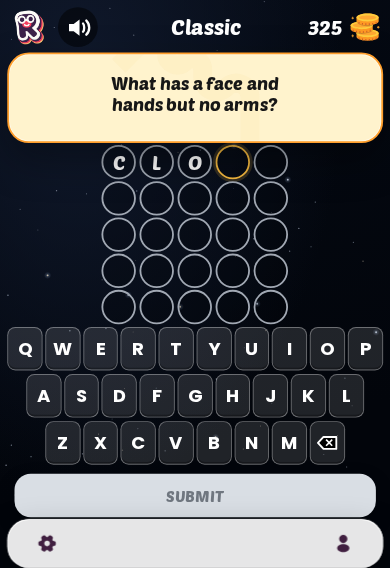 R
Classic
325
What has a face and
hands but no arms?
C L O
Q W E R T Y U I O P
A S D F G H J K L
Z X C V B N M
SUBMIT